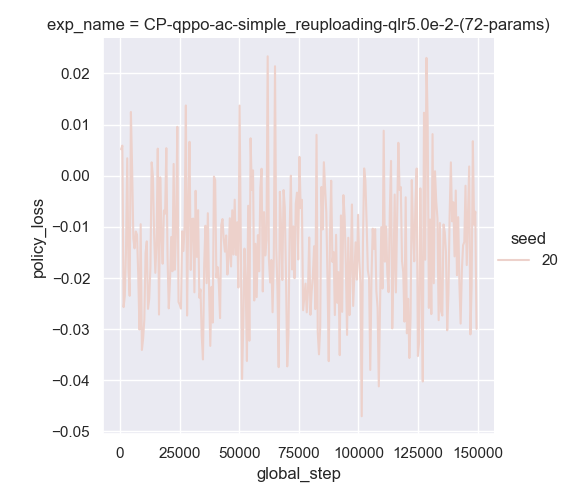 exp_name = CP-qppo-ac-simple_reuploading-qlr5.0e-2-(72-params)
0.02
0.01
0.00
−0.01
−0.02
−0.03
−0.04
−0.05
policy_loss
0 25000 50000 75000 100000 125000 150000
global_step
seed
20